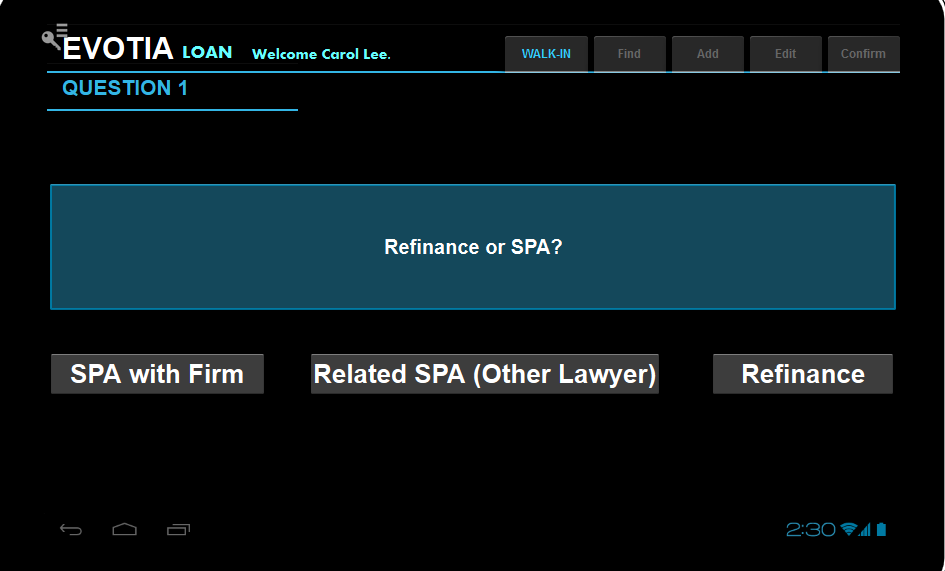 EVOTIA LOAN Welcome Carol Lee. WALK-IN Find Add Edit Confirm
QUESTION 1
Refinance or SPA?
SPA with Firm Related SPA (Other Lawyer) Refinance
2:30